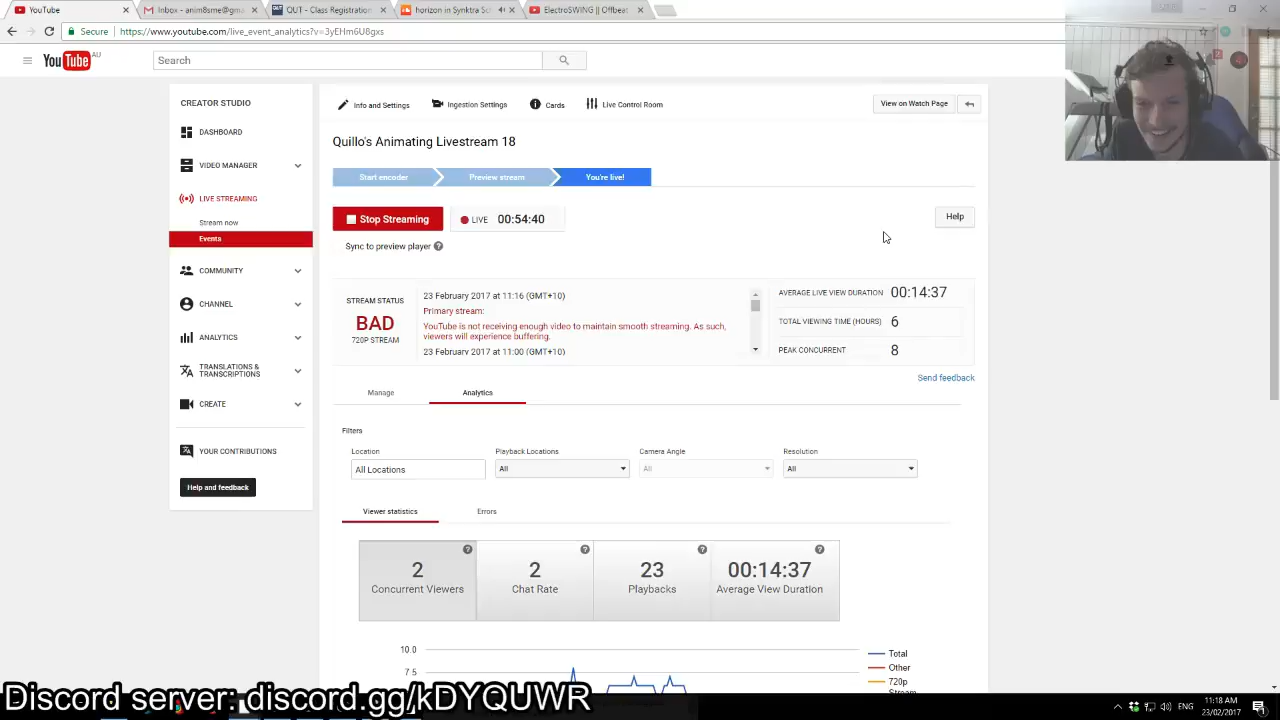 YouTube
Inbox - anim8sme@gmai
QUT - Class Registration
horizon in Synktra Sc
ElectroSWING || Offbeat
Secure
https://www.youtube.com/live_event_analytics?v=3yEHm6U8gxs
YouTube AU
Search
CREATOR STUDIO
DASHBOARD
VIDEO MANAGER
LIVE STREAMING
Stream now
Events
COMMUNITY
CHANNEL
ANALYTICS
TRANSLATIONS &
TRANSCRIPTIONS
CREATE
YOUR CONTRIBUTIONS
Help and feedback
Info and Settings
Ingestion Settings
Cards
Live Control Room
View on Watch Page
Quillo's Animating Livestream 18
Start encoder
Preview stream
You're live!
Stop Streaming
LIVE 00:54:40
Help
Sync to preview player ?
STREAM STATUS
BAD
720P STREAM
23 February 2017 at 11:16 (GMT+10)
Primary stream:
YouTube is not receiving enough video to maintain smooth streaming. As such,
viewers will experience buffering.
23 February 2017 at 11:00 (GMT+10)
AVERAGE LIVE VIEW DURATION 00:14:37
TOTAL VIEWING TIME (HOURS) 6
PEAK CONCURRENT 8
Send feedback
Manage
Analytics
Filters
Location
All Locations
Playback Locations
All
Camera Angle
All
Resolution
All
Viewer statistics
Errors
2
Concurrent Viewers
2
Chat Rate
23
Playbacks
00:14:37
Average View Duration
10.0
7.5
Total
Other
720p
Stream
Discord server: discord.gg/kDYQUWR
ENG
11:18 AM
23/02/2017